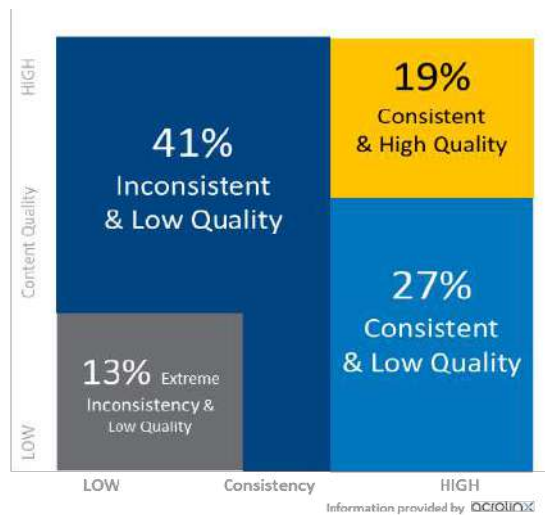 HIGH
Content Quality
LOW
41%
Inconsistent
& Low Quality
19%
Consistent
& High Quality
27%
Consistent
& Low Quality
13% Extreme
Inconsistency &
Low Quality
LOW
Consistency
HIGH
Information provided by acrolinx